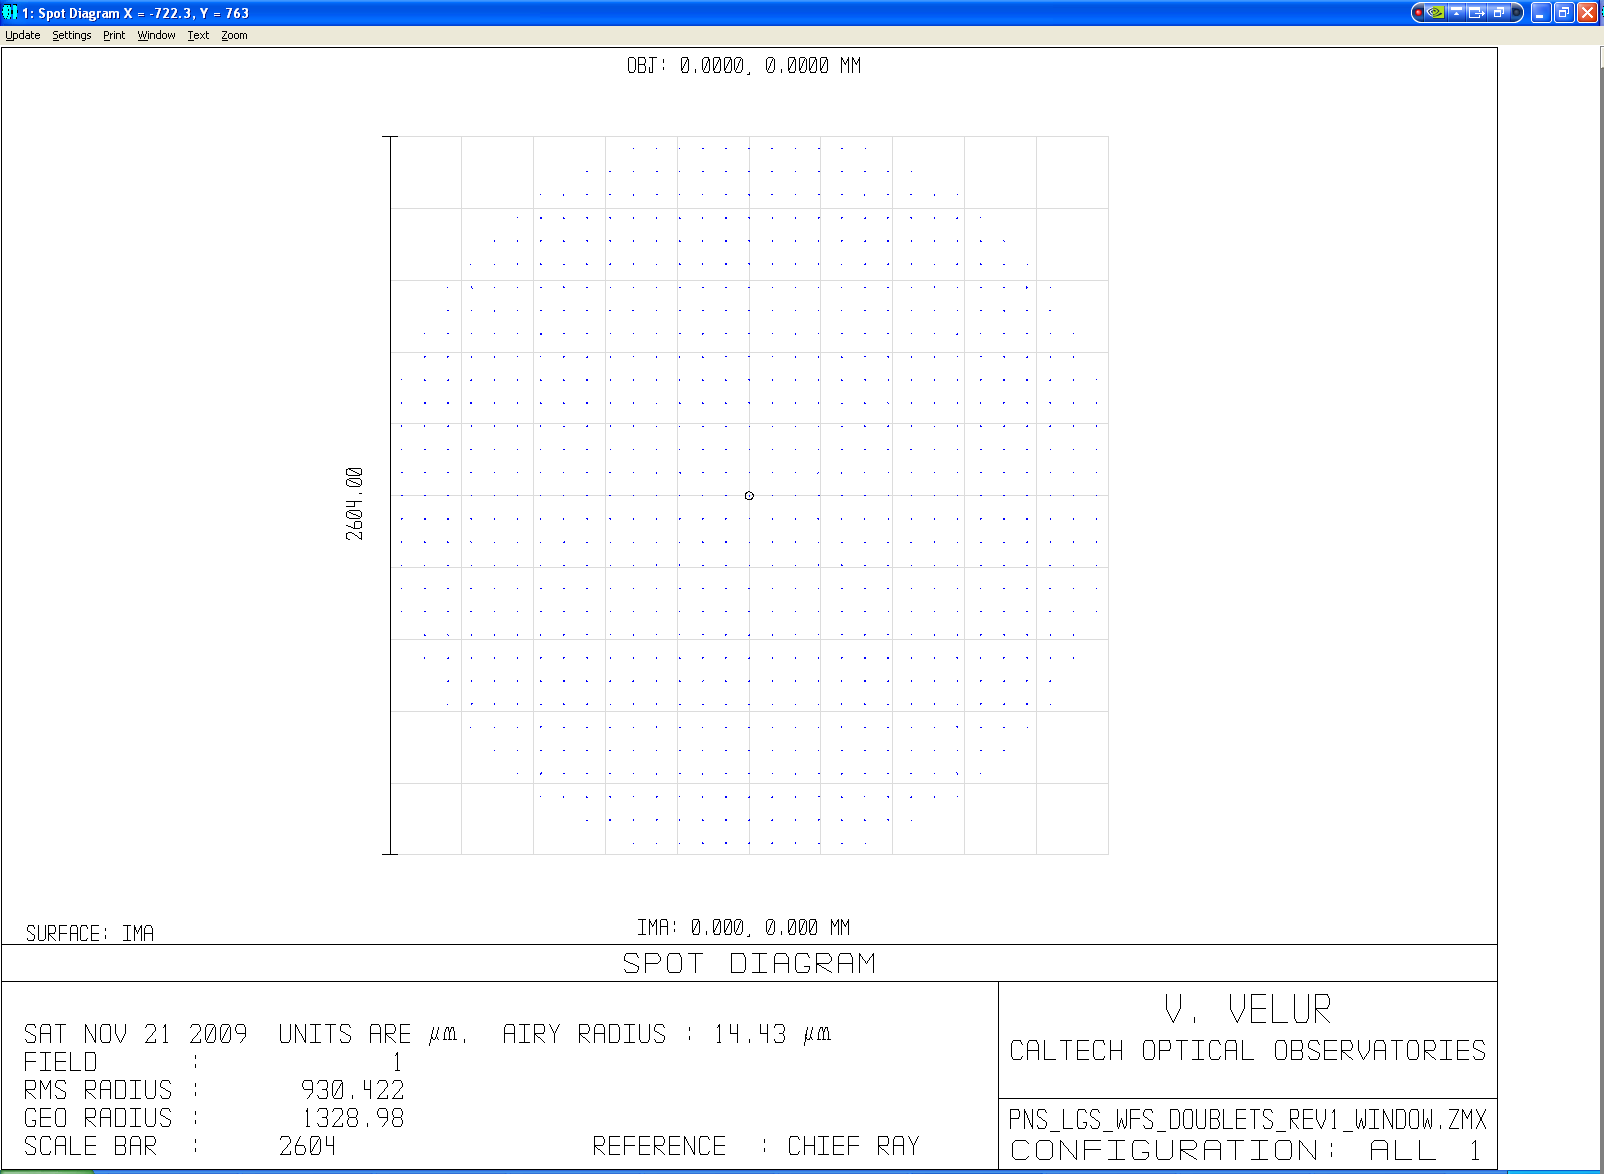 1: Spot Diagram X = -722.3, Y = 763
Update Settings Print Window Text Zoom
OBJ: 0.0000, 0.0000 MM
2604.00
IMA: 0.000, 0.000 MM
SURFACE: IMA
SPOT DIAGRAM
SAT NOV 21 2009 UNITS ARE µm. AIRY RADIUS : 14.43 µm
FIELD : 1
RMS RADIUS : 930.422
GEO RADIUS : 1328.98
SCALE BAR : 2604 REFERENCE : CHIEF RAY
V. VELUR
CALTECH OPTICAL OBSERVATORIES
PNS_LGS_WFS_DOUBLETS_REV1_WINDOW.ZMX
CONFIGURATION: ALL 1